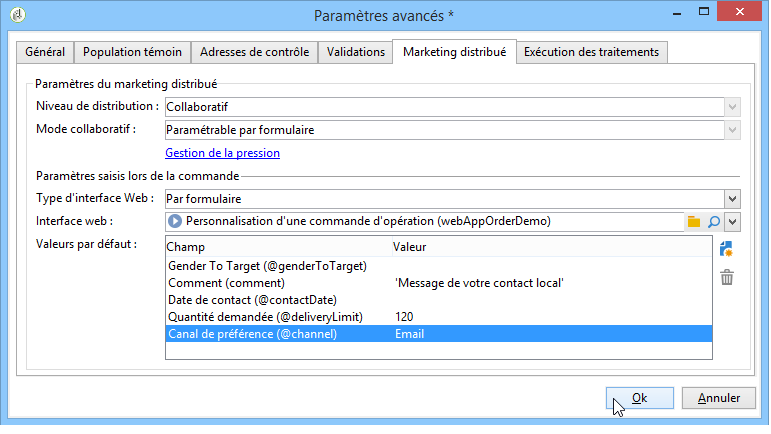 Paramètres avancés *
Général Population témoin Adresses de contrôle Validations Marketing distribué Exécution des traitements
Paramètres du marketing distribué
Niveau de distribution : Collaboratif
Mode collaboratif : Paramétrable par formulaire
Gestion de la pression
Paramètres saisis lors de la commande
Type d'interface Web : Par formulaire
Interface web : Personnalisation d'une commande d'opération (webAppOrderDemo)
Valeurs par défaut : Champ Valeur
Gender To Target (@genderToTarget)
Comment (comment) 'Message de votre contact local'
Date de contact (@contactDate)
Quantité demandée (@deliveryLimit) 120
Canal de préférence (@channel) Email
Ok Annuler